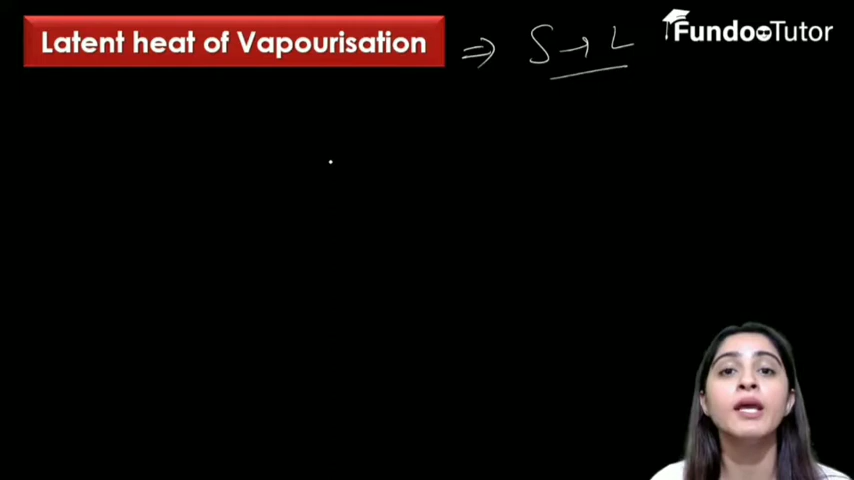 Latent heat of Vapourisation ⇒ S → L
FundooTutor